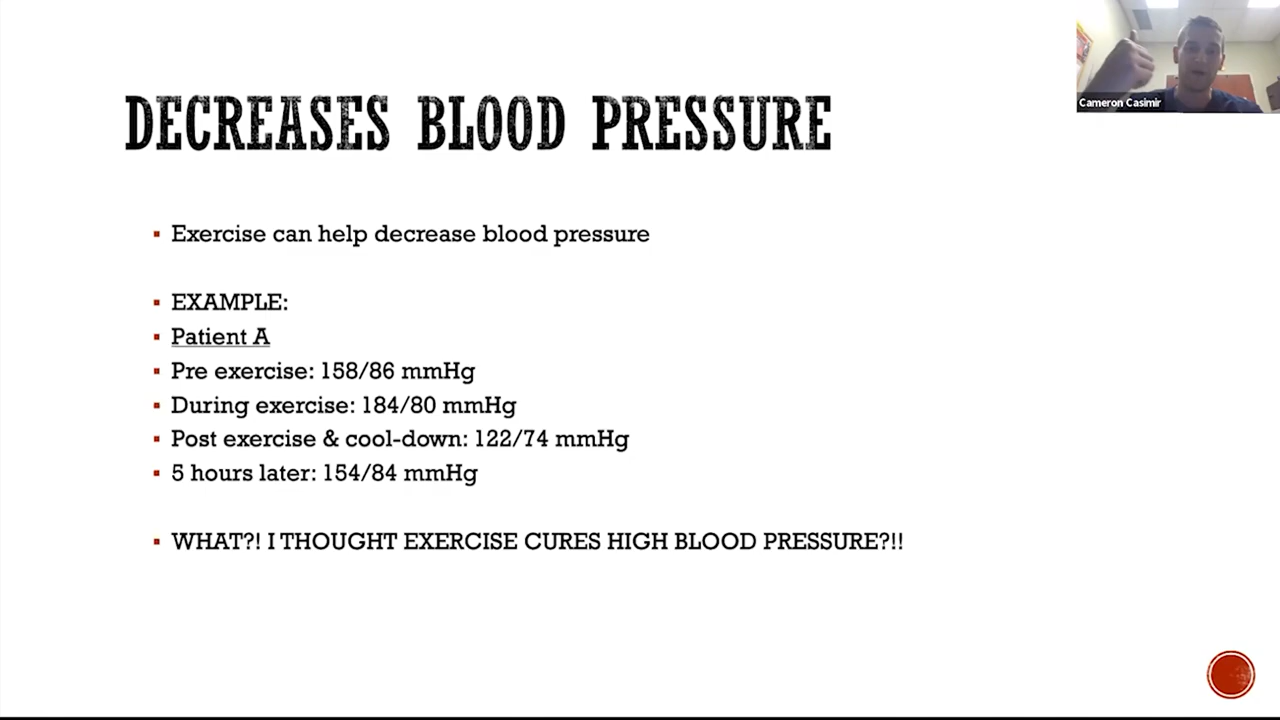 Cameron Casimir
DECREASES BLOOD PRESSURE
Exercise can help decrease blood pressure
EXAMPLE:
Patient A
Pre exercise: 158/86 mmHg
During exercise: 184/80 mmHg
Post exercise & cool-down: 122/74 mmHg
5 hours later: 154/84 mmHg
WHAT?! I THOUGHT EXERCISE CURES HIGH BLOOD PRESSURE?!!